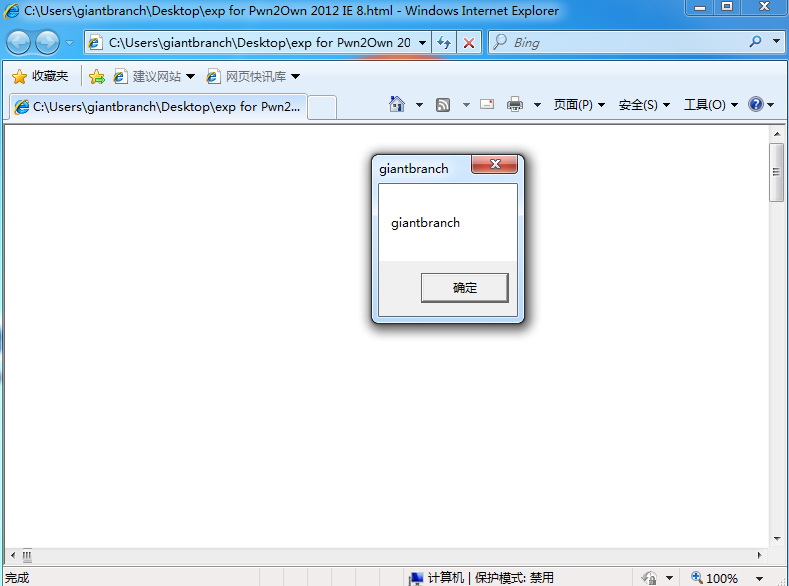 C:\Users\giantbranch\Desktop\exp for Pwn2Own 2012 IE 8.html - Windows Internet Explorer
C:\Users\giantbranch\Desktop\exp for Pwn2Own 20
Bing
收藏夹 建议网站 网页快讯库
C:\Users\giantbranch\Desktop\exp for Pwn2...
页面(P) 安全(S) 工具(O)
giantbranch
giantbranch
确定
完成
计算机 | 保护模式: 禁用
100%